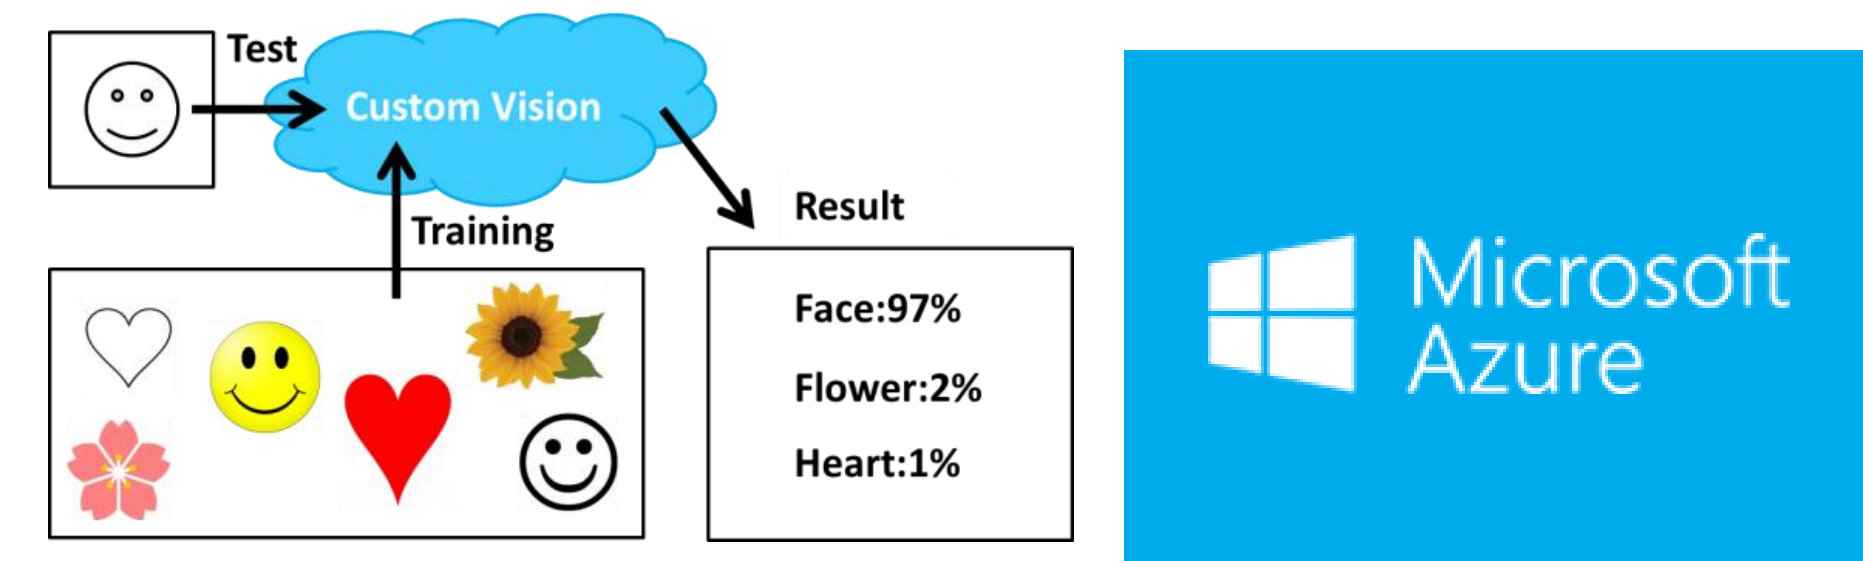 Test
Custom Vision
Training
Result
Face:97%
Flower:2%
Heart:1%
Microsoft
Azure